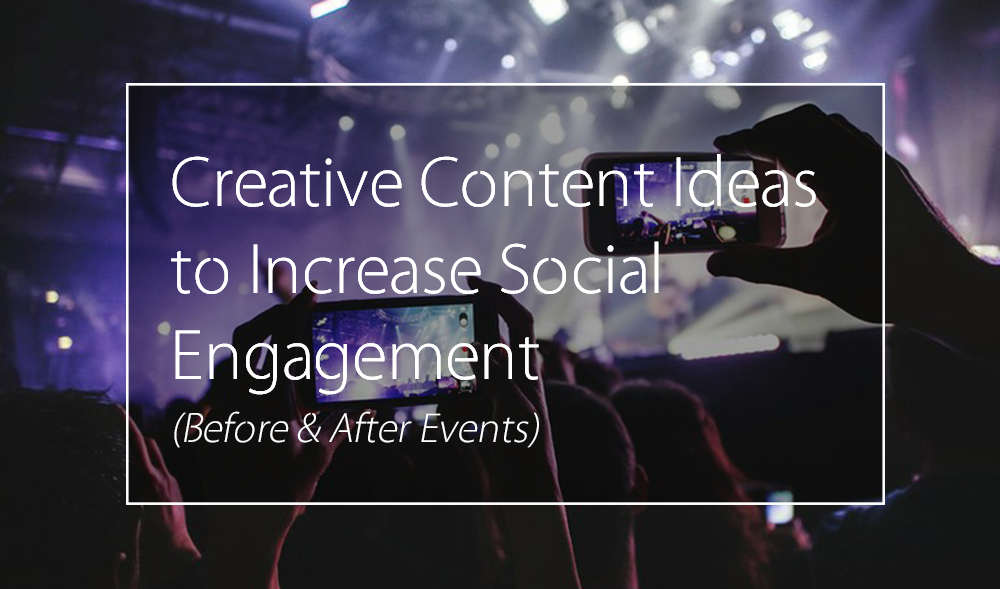 Creative Content Ideas
to Increase Social
Engagement
(Before & After Events)